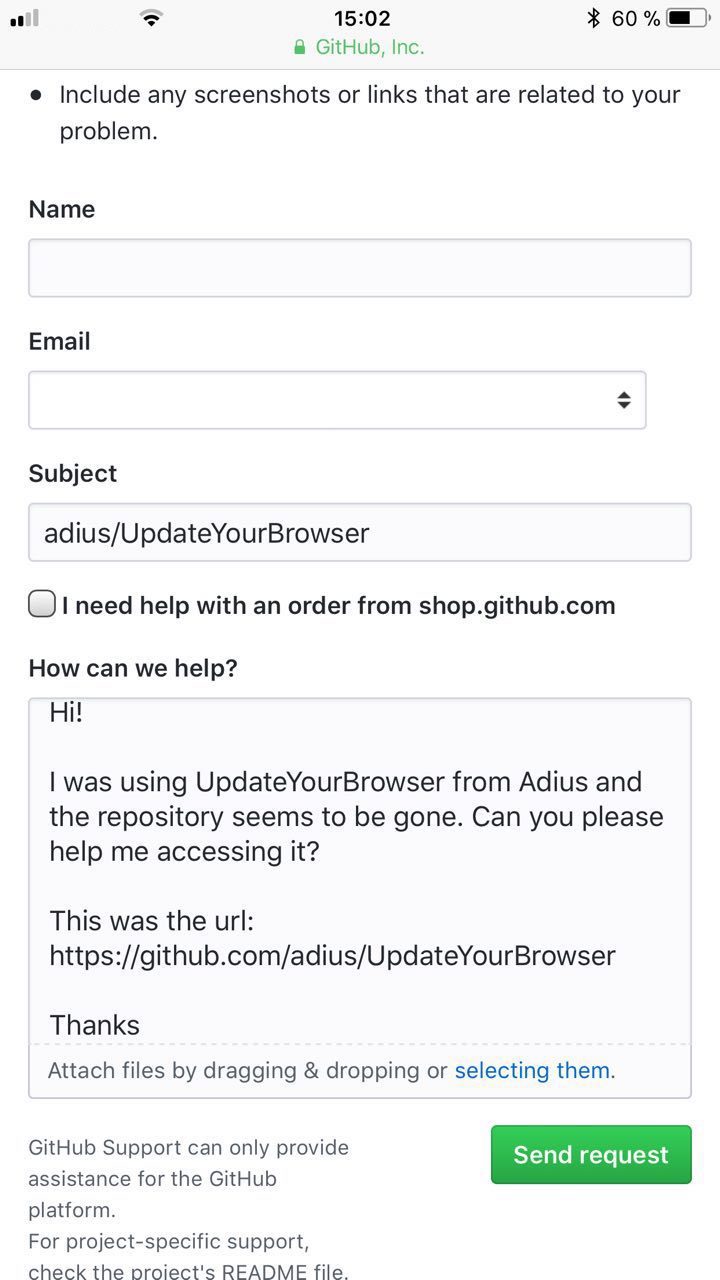 15:02
60 %
GitHub, Inc.
Include any screenshots or links that are related to your
problem.
Name
Email
Subject
adius/UpdateYourBrowser
I need help with an order from shop.github.com
How can we help?
Hi!
I was using UpdateYourBrowser from Adius and
the repository seems to be gone. Can you please
help me accessing it?
This was the url:
https://github.com/adius/UpdateYourBrowser
Thanks
Attach files by dragging & dropping or selecting them.
GitHub Support can only provide
assistance for the GitHub
platform.
For project-specific support,
check the project's README file.
Send request